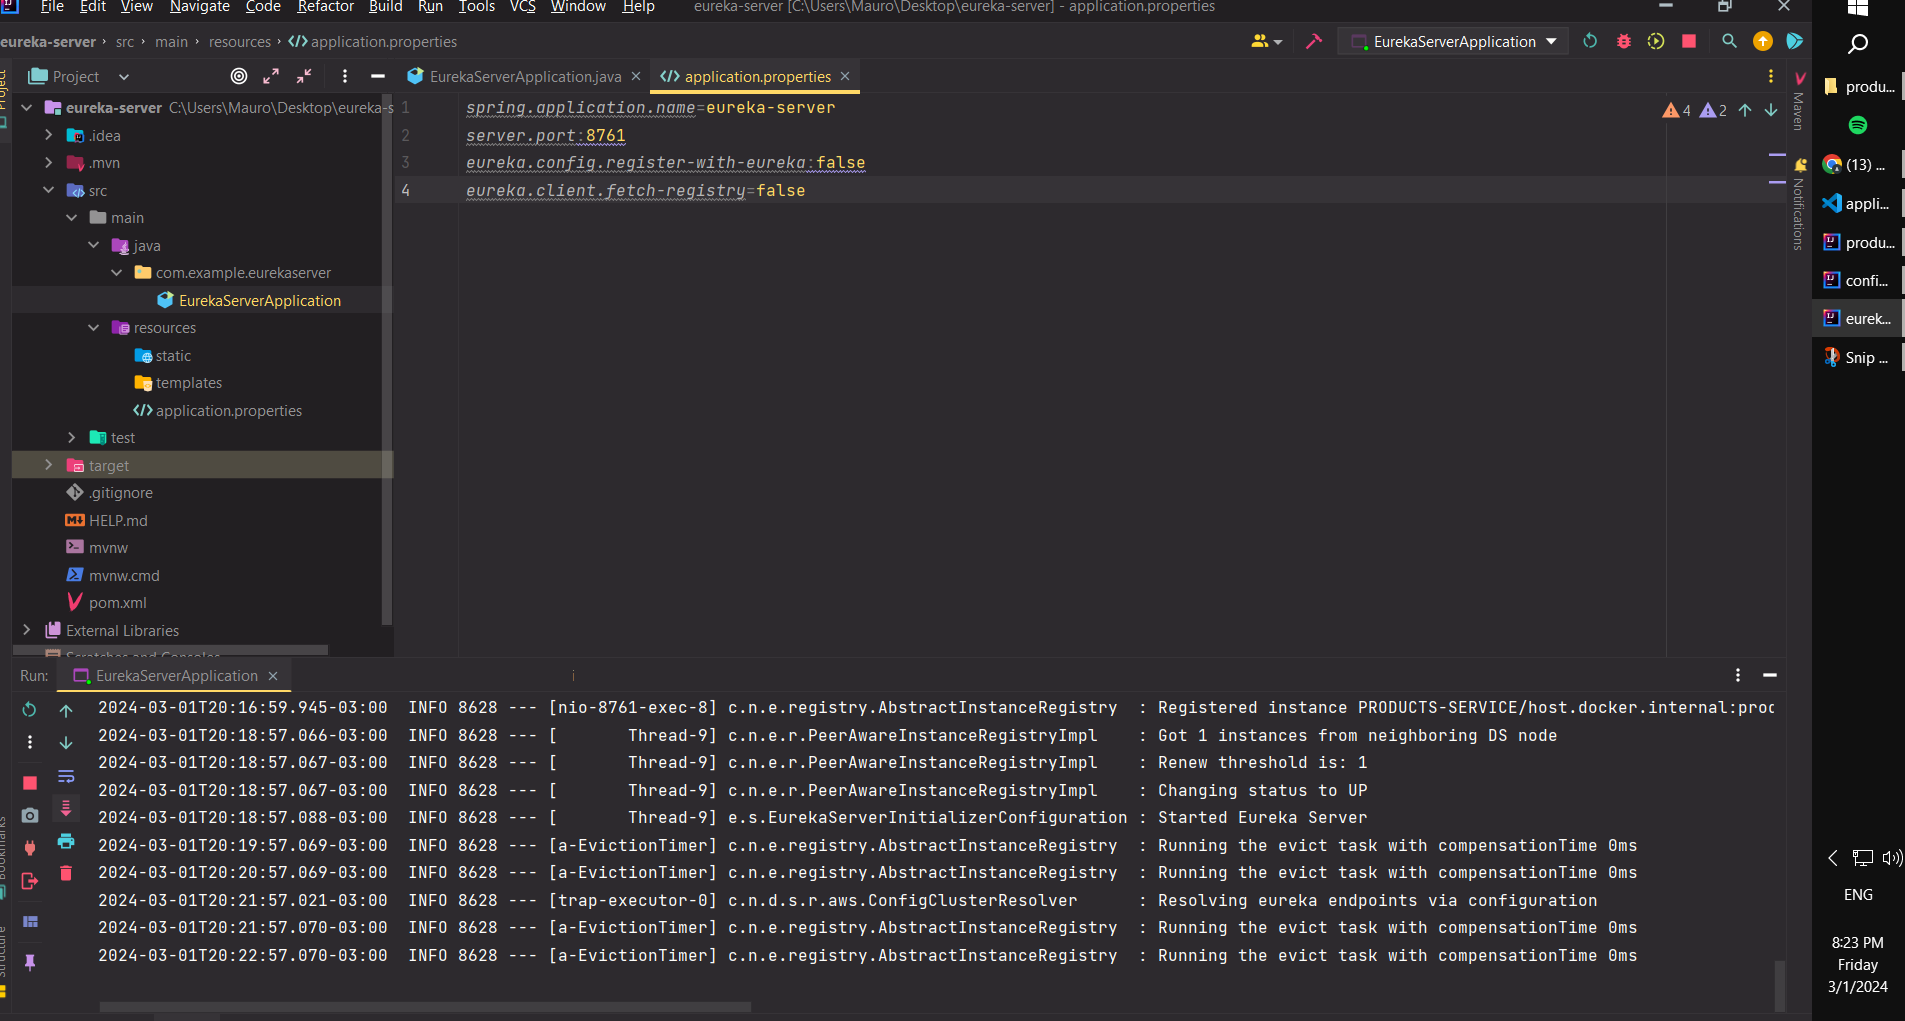 File Edit View Navigate Code Refactor Build Run Tools VCS Window Help eureka-server [C:\Users\Mauro\Desktop\eureka-server] - application.properties
eureka-server src main resources application.properties
EurekaServerApplication
Project
EurekaServerApplication.java
application.properties
eureka-server C:\Users\Mauro\Desktop\eureka-s
.idea
.mvn
src
main
java
com.example.eurekaserver
EurekaServerApplication
resources
static
templates
application.properties
test
target
.gitignore
HELP.md
mvnw
mvnw.cmd
pom.xml
External Libraries
Scratches and Consoles
1 spring.application.name=eureka-server
2 server.port:8761
3 eureka.config.register-with-eureka:false
4 eureka.client.fetch-registry=false
4 2
Maven
Notifications
Project
Bookmarks
Structure
Run: EurekaServerApplication
2024-03-01T20:16:59.945-03:00 INFO 8628 --- [nio-8761-exec-8] c.n.e.registry.AbstractInstanceRegistry : Registered instance PRODUCTS-SERVICE/host.docker.internal:proc
2024-03-01T20:18:57.066-03:00 INFO 8628 --- [ Thread-9] c.n.e.r.PeerAwareInstanceRegistryImpl : Got 1 instances from neighboring DS node
2024-03-01T20:18:57.067-03:00 INFO 8628 --- [ Thread-9] c.n.e.r.PeerAwareInstanceRegistryImpl : Renew threshold is: 1
2024-03-01T20:18:57.067-03:00 INFO 8628 --- [ Thread-9] c.n.e.r.PeerAwareInstanceRegistryImpl : Changing status to UP
2024-03-01T20:18:57.088-03:00 INFO 8628 --- [ Thread-9] e.s.EurekaServerInitializerConfiguration : Started Eureka Server
2024-03-01T20:19:57.069-03:00 INFO 8628 --- [a-EvictionTimer] c.n.e.registry.AbstractInstanceRegistry : Running the evict task with compensationTime 0ms
2024-03-01T20:20:57.069-03:00 INFO 8628 --- [a-EvictionTimer] c.n.e.registry.AbstractInstanceRegistry : Running the evict task with compensationTime 0ms
2024-03-01T20:21:57.021-03:00 INFO 8628 --- [trap-executor-0] c.n.d.s.r.aws.ConfigClusterResolver : Resolving eureka endpoints via configuration
2024-03-01T20:21:57.070-03:00 INFO 8628 --- [a-EvictionTimer] c.n.e.registry.AbstractInstanceRegistry : Running the evict task with compensationTime 0ms
2024-03-01T20:22:57.070-03:00 INFO 8628 --- [a-EvictionTimer] c.n.e.registry.AbstractInstanceRegistry : Running the evict task with compensationTime 0ms
produ...
(13) ...
appli...
produ...
confi...
eurek...
Snip ...
ENG
8:23 PM
Friday
3/1/2024